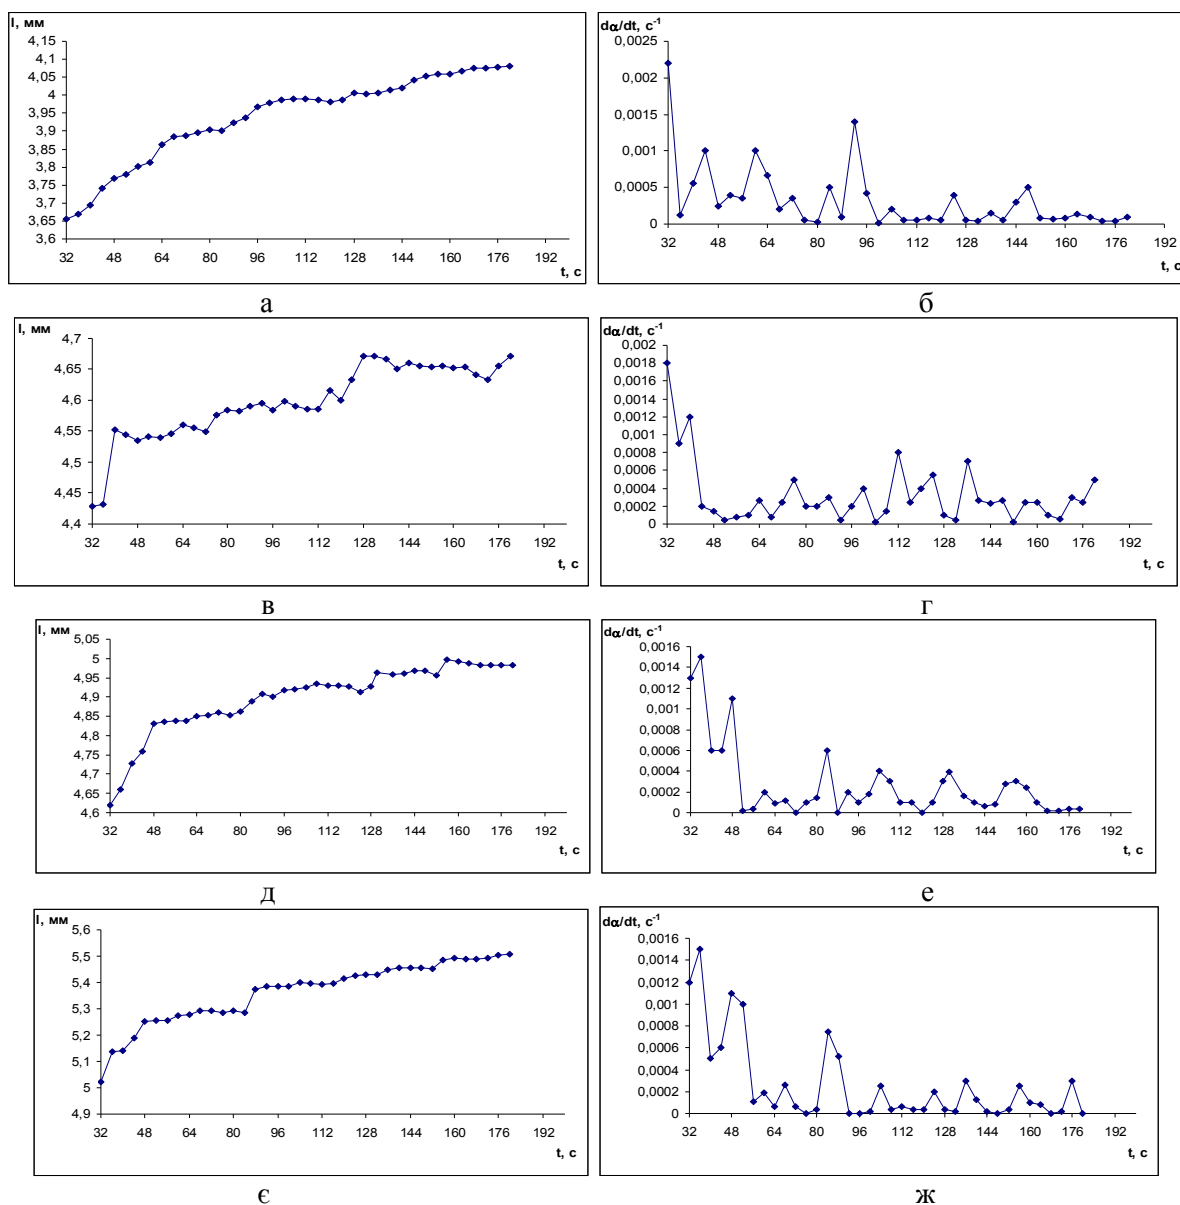 l, мм
4,15
4,1
4,05
4
3,95
3,9
3,85
3,8
3,75
3,7
3,65
3,6
32 48 64 80 96 112 128 144 160 176 192
t, с
а
dα/dt, с-1
0,0025
0,002
0,0015
0,001
0,0005
0
32 48 64 80 96 112 128 144 160 176 192
t, с
б
l, мм
4,7
4,65
4,6
4,55
4,5
4,45
4,4
32 48 64 80 96 112 128 144 160 176 192
t, с
в
dα/dt, с-1
0,002
0,0018
0,0016
0,0014
0,0012
0,001
0,0008
0,0006
0,0004
0,0002
0
32 48 64 80 96 112 128 144 160 176 192
t, с
г
l, мм
5,05
5
4,95
4,9
4,85
4,8
4,75
4,7
4,65
4,6
32 48 64 80 96 112 128 144 160 176 192
t, с
д
dα/dt, с-1
0,0016
0,0014
0,0012
0,001
0,0008
0,0006
0,0004
0,0002
0
32 48 64 80 96 112 128 144 160 176 192
t, с
е
l, мм
5,6
5,5
5,4
5,3
5,2
5,1
5
4,9
32 48 64 80 96 112 128 144 160 176 192
t, с
є
dα/dt, с-1
0,0016
0,0014
0,0012
0,001
0,0008
0,0006
0,0004
0,0002
0
32 48 64 80 96 112 128 144 160 176 192
t, с
ж